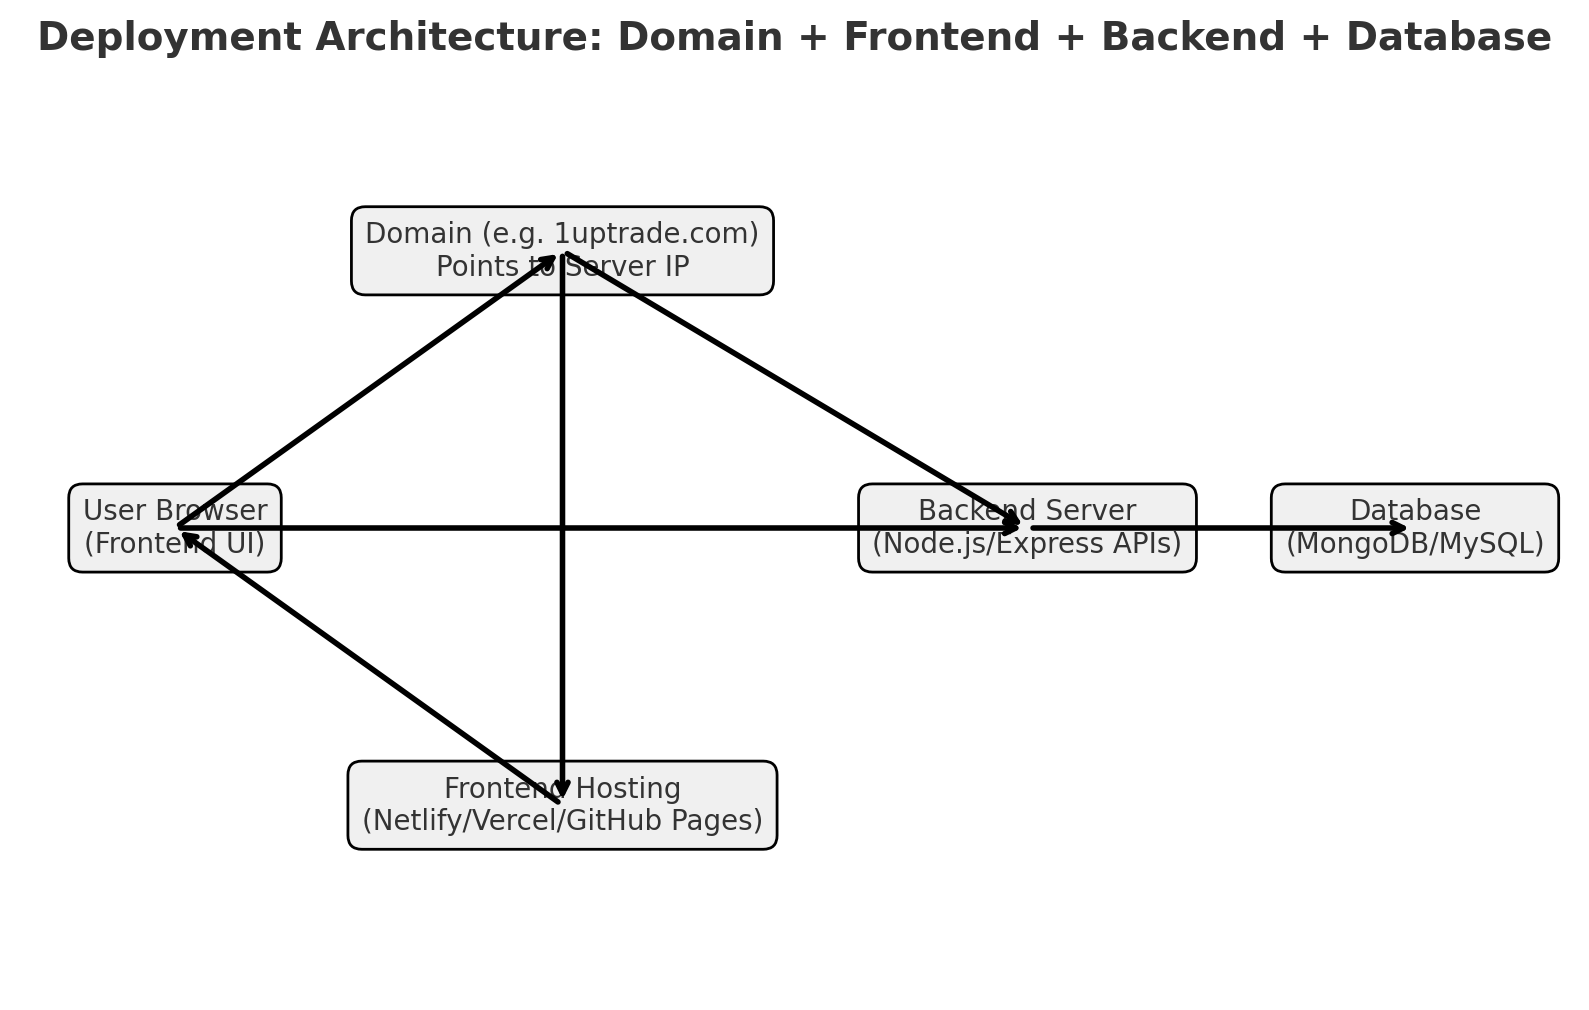 Deployment Architecture: Domain + Frontend + Backend + Database
Domain (e.g. 1uptrade.com)
Points to Server IP
User Browser
(Frontend UI)
Backend Server
(Node.js/Express APIs)
Database
(MongoDB/MySQL)
Frontend Hosting
(Netlify/Vercel/GitHub Pages)